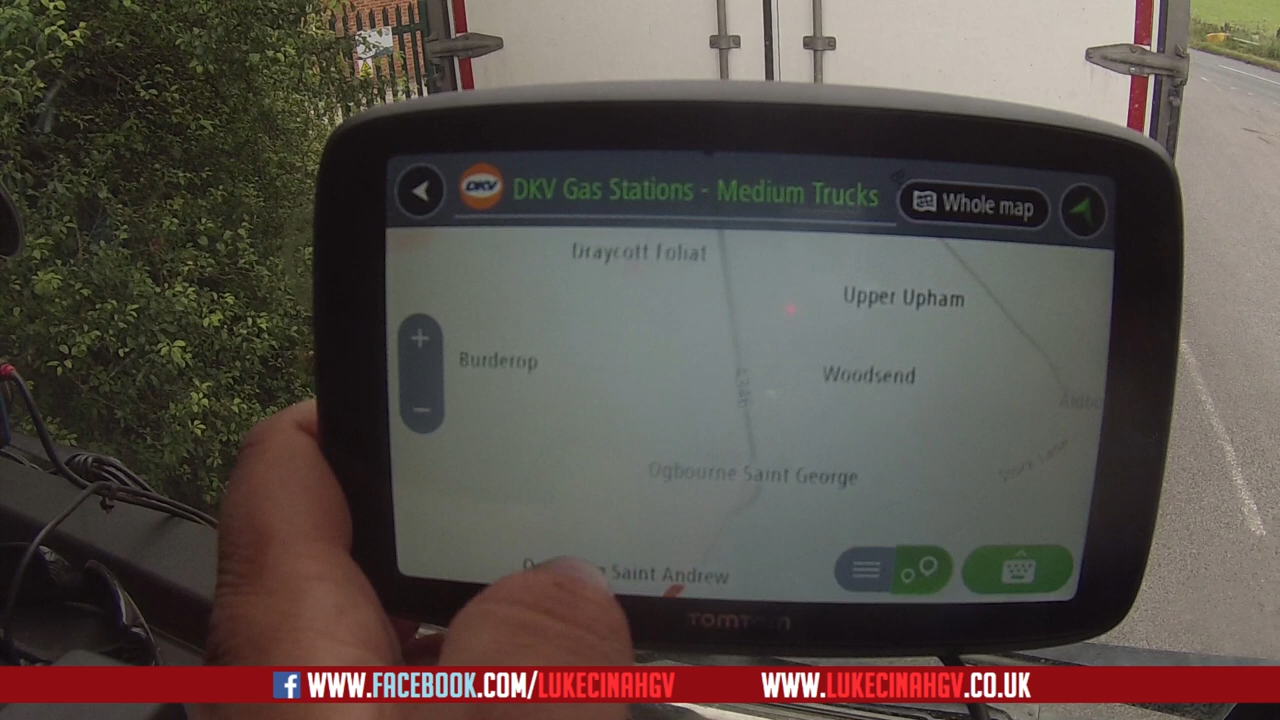 DKV
DKV Gas Stations - Medium Trucks
Whole map
Draycott Foliat
Upper Upham
Burderop
Woodsend
A346
Ogbourne Saint George
Saint Andrew
TOMTOM
WWW.FACEBOOK.COM/LUKECINAHGV
WWW.LUKECINAHGV.CO.UK